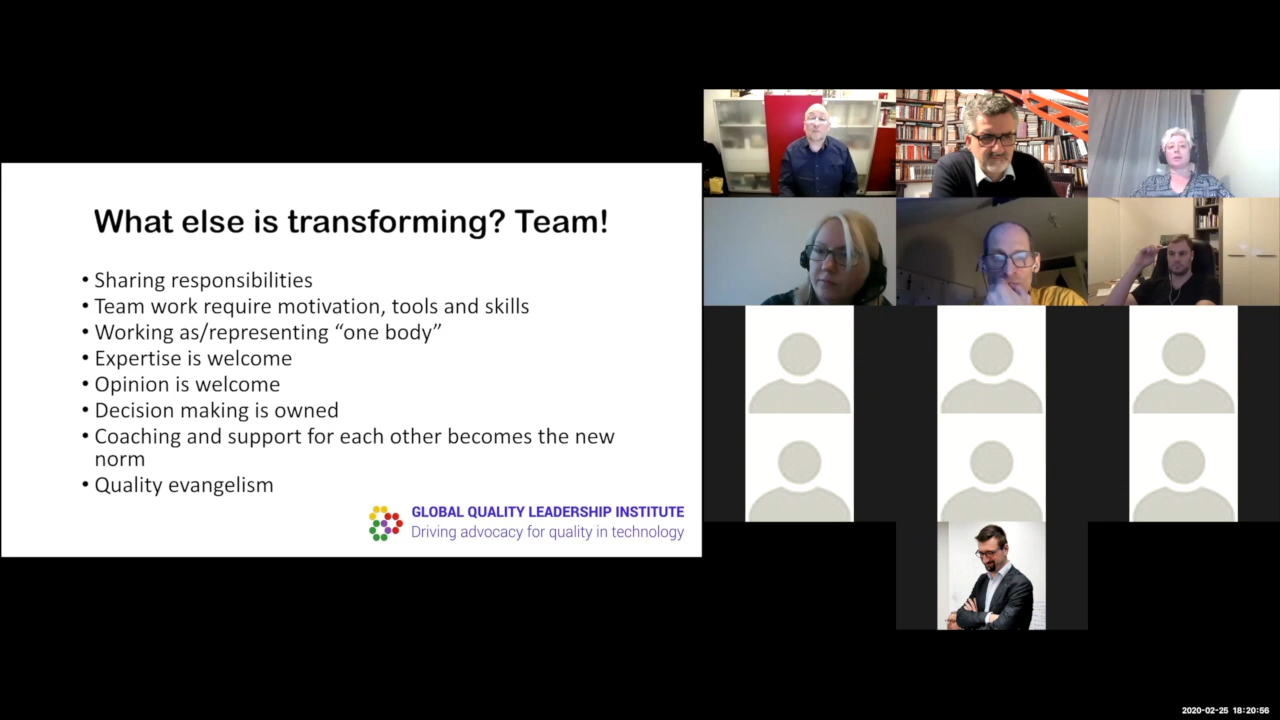 What else is transforming? Team!
• Sharing responsibilities
• Team work require motivation, tools and skills
• Working as/representing “one body”
• Expertise is welcome
• Opinion is welcome
• Decision making is owned
• Coaching and support for each other becomes the new
norm
• Quality evangelism
GLOBAL QUALITY LEADERSHIP INSTITUTE
Driving advocacy for quality in technology
2020-02-25 18:20:56